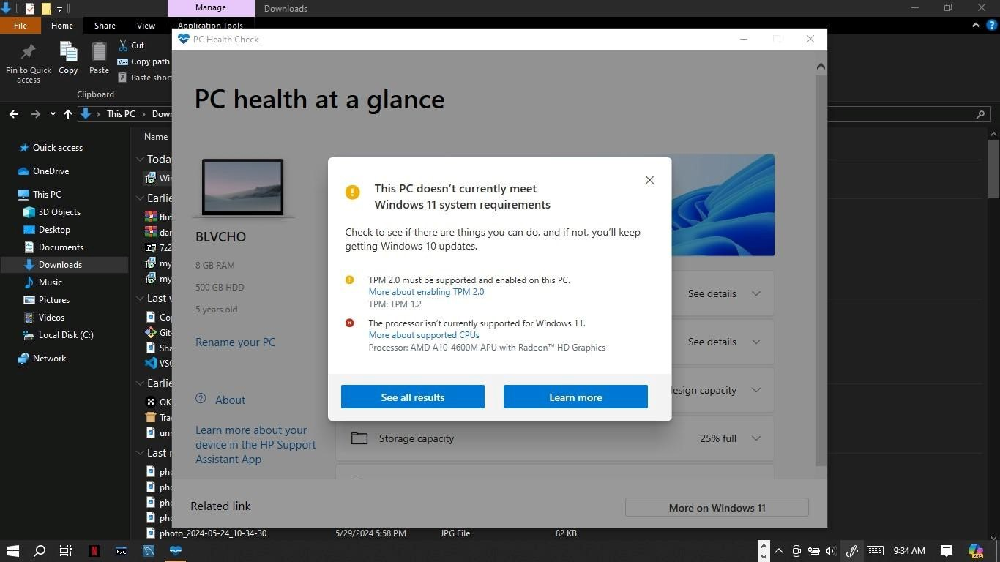 Manage
Downloads
File
Home
Share
View
Application Tools
Pin to Quick
access
Copy
Paste
Cut
Copy path
Paste short
Clipboard
This PC
Down
PC Health Check
PC health at a glance
BLVCHO
8 GB RAM
500 GB HDD
5 years old
Rename your PC
About
Learn more about your
device in the HP Support
Assistant App
This PC doesn't currently meet
Windows 11 system requirements
Check to see if there are things you can do, and if not, you'll keep
getting Windows 10 updates.
TPM 2.0 must be supported and enabled on this PC.
More about enabling TPM 2.0
TPM: TPM 1.2
The processor isn't currently supported for Windows 11.
More about supported CPUs
Processor: AMD A10-4600M APU with Radeon™ HD Graphics
See all results
Learn more
See details
See details
design capacity
Storage capacity
25% full
Related link
More on Windows 11
Quick access
OneDrive
This PC
3D Objects
Desktop
Documents
Downloads
Music
Pictures
Videos
Local Disk (C:)
Network
Name
Toda
Win
Earlie
flut
dar
7z2
my
my
Last w
Cop
Git-
Sha
VSC
Earlie
OK
Tra
unr
Last m
pho
pho
pho
pho
photo_2024-05-24_10-34-30
5/29/2024 5:58 PM
JPG File
82 KB
9:34 AM
PRE